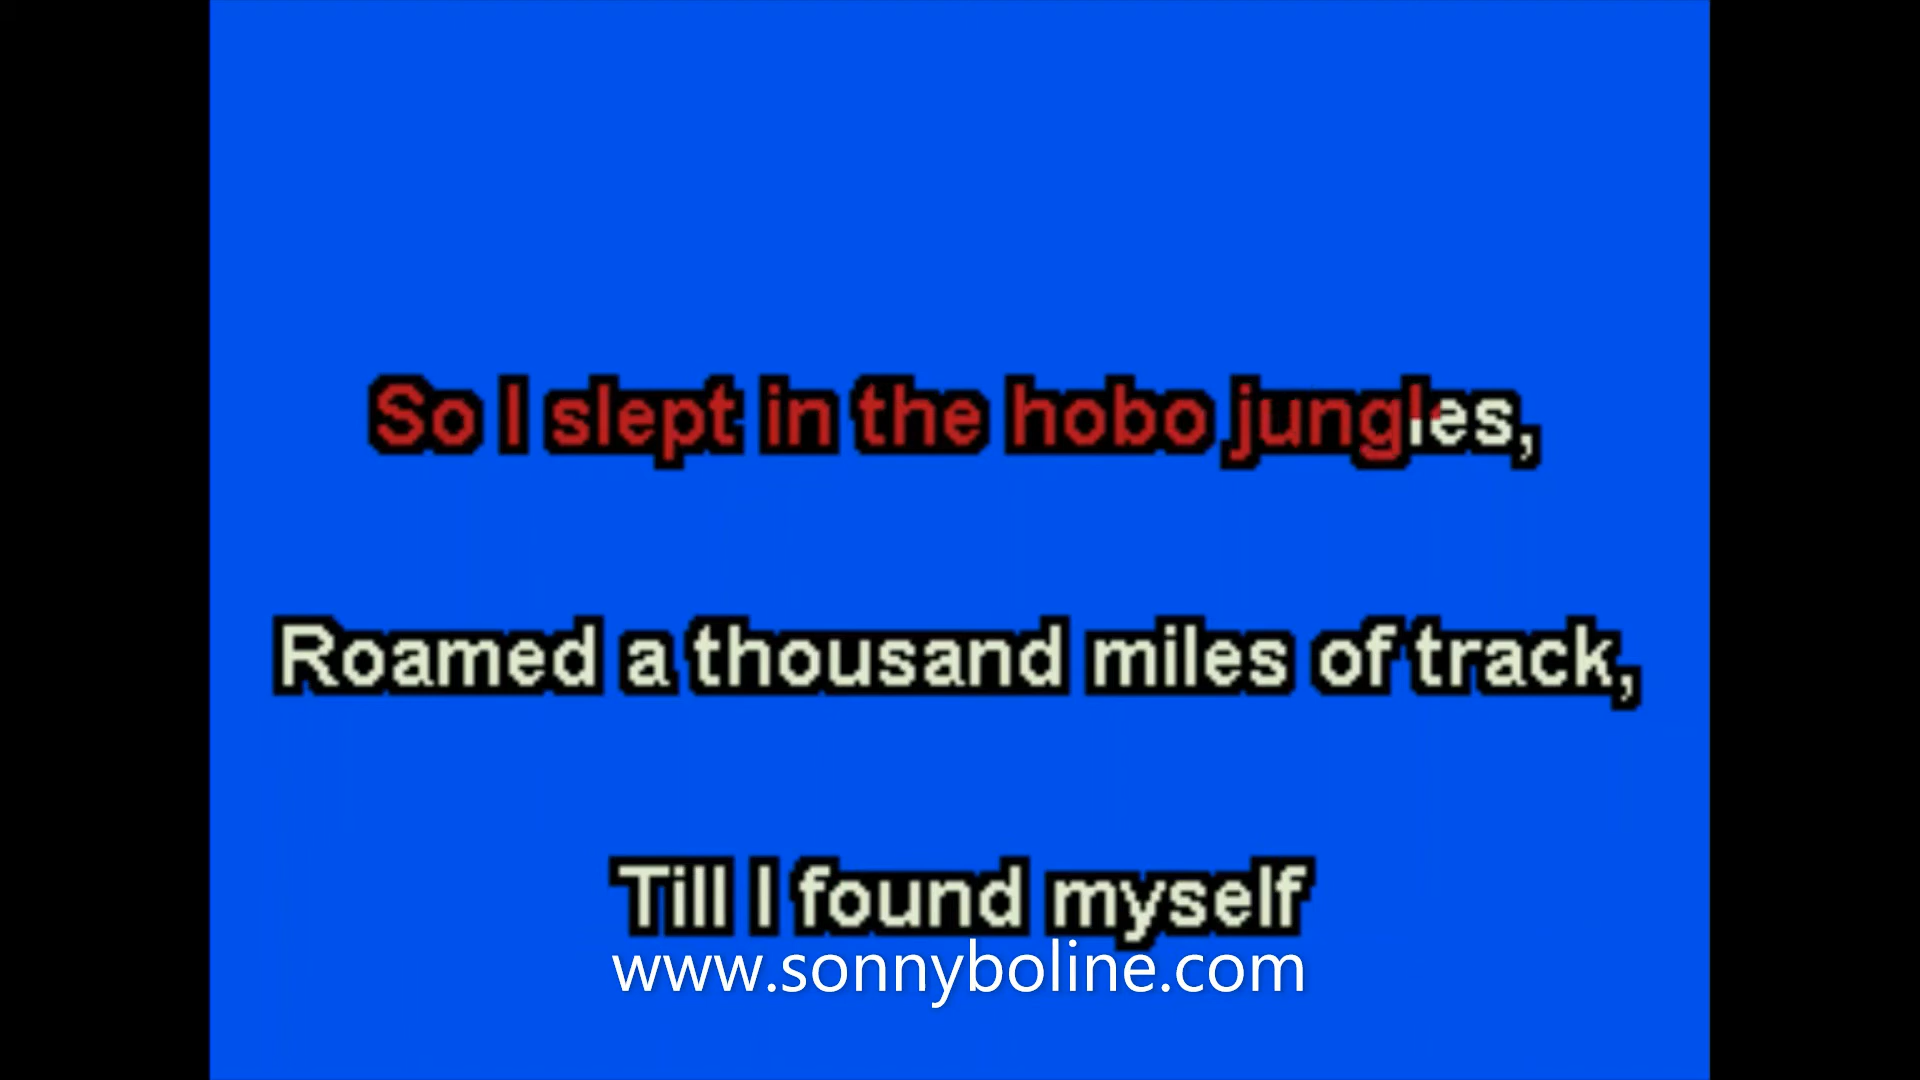 So I slept in the hobo jungles,
Roamed a thousand miles of track,
Till I found myself
www.sonnyboline.com